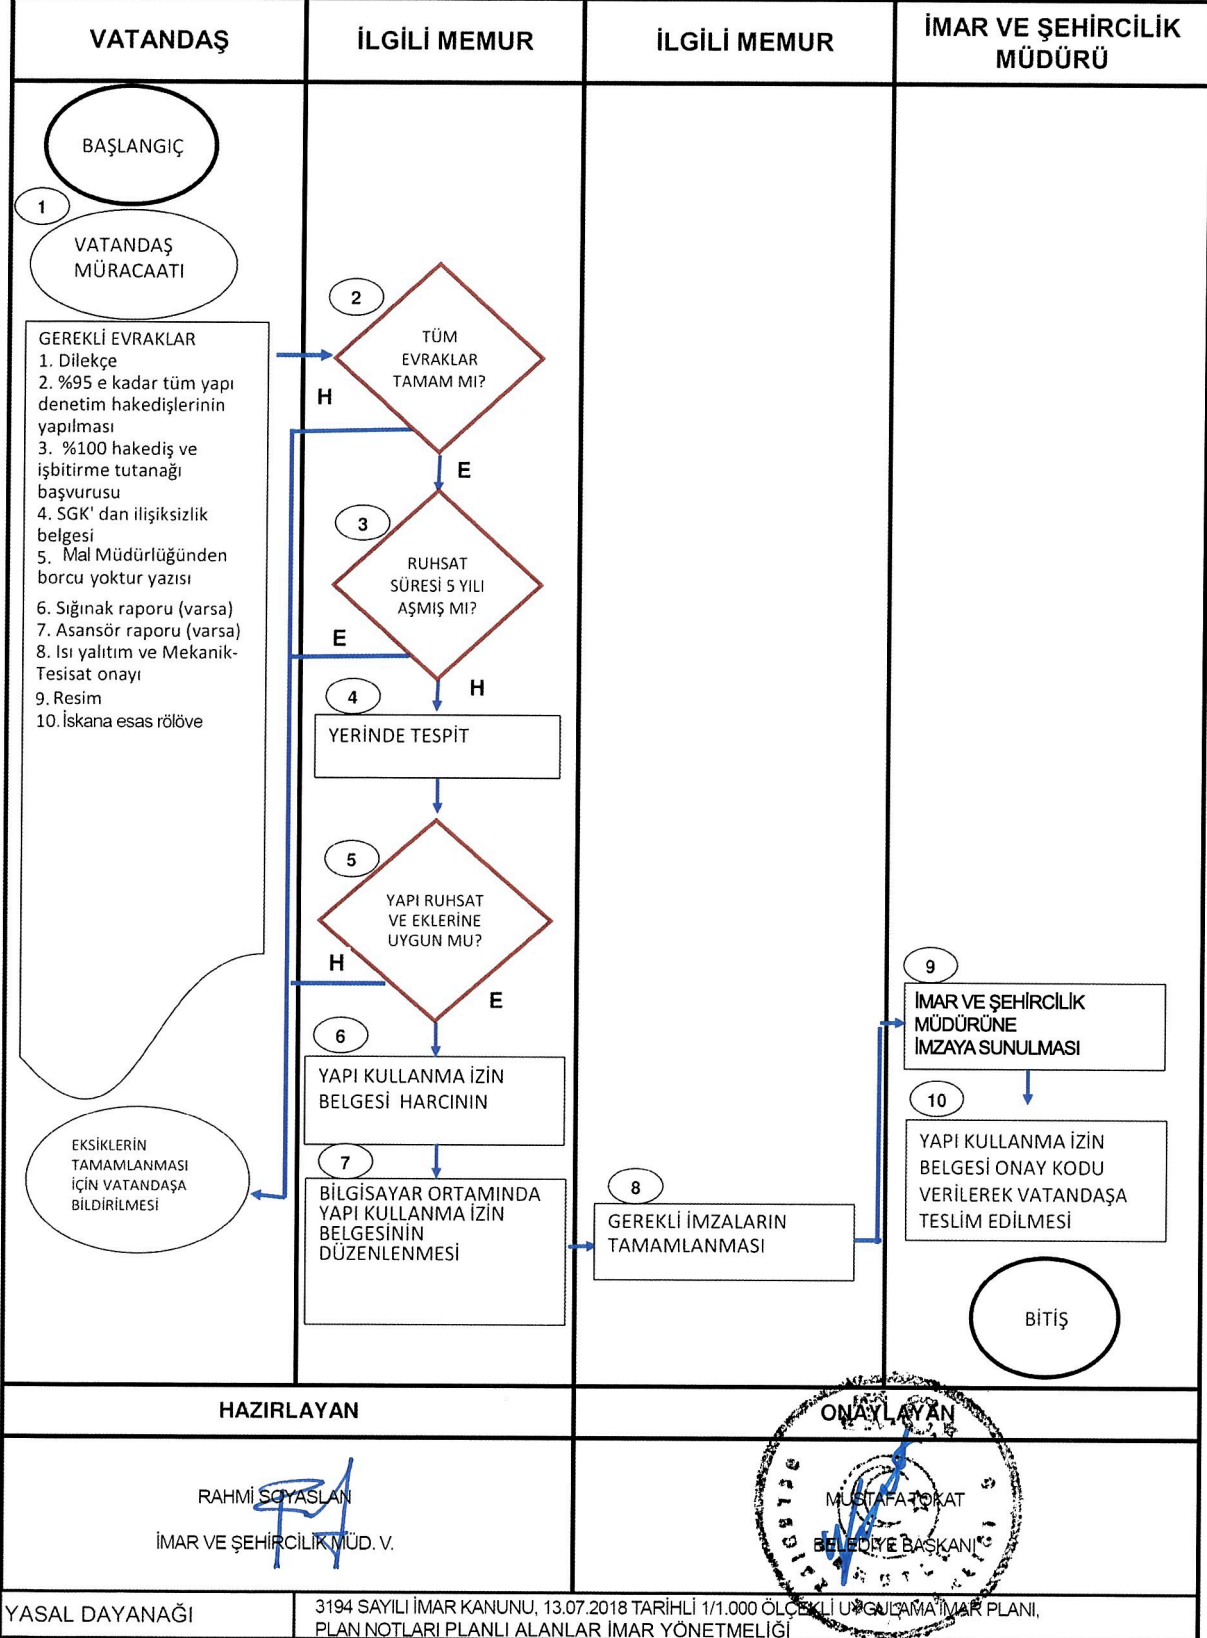 VATANDAŞ
İLGİLİ MEMUR
İLGİLİ MEMUR
İMAR VE ŞEHİRCİLİK
MÜDÜRÜ
BAŞLANGIÇ
1
VATANDAŞ
MÜRACAATI
GEREKLİ EVRAKLAR
1. Dilekçe
2. %95 e kadar tüm yapı
denetim hakedişlerinin
yapılması
3. %100 hakediş ve
işbitirme tutanağı
başvurusu
4. SGK' dan ilişiksizlik
belgesi
5. Mal Müdürlüğünden
borcu yoktur yazısı
6. Sığınak raporu (varsa)
7. Asansör raporu (varsa)
8. Isı yalıtım ve Mekanik-
Tesisat onayı
9. Resim
10. İskana esas rölöve
EKSİKLERİN
TAMAMLANMASI
İÇİN VATANDAŞA
BİLDİRİLMESİ
2
TÜM
EVRAKLAR
TAMAM MI?
H
E
3
RUHSAT
SÜRESİ 5 YILI
AŞMIŞ MI?
E
H
4
YERİNDE TESPİT
5
YAPI RUHSAT
VE EKLERİNE
UYGUN MU?
H
E
6
YAPI KULLANMA İZİN
BELGESİ HARCININ
7
BİLGİSAYAR ORTAMINDA
YAPI KULLANMA İZİN
BELGESİNİN
DÜZENLENMESİ
8
GEREKLİ İMZALARIN
TAMAMLANMASI
9
İMAR VE ŞEHİRCİLİK
MÜDÜRÜNE
İMZAYA SUNULMASI
10
YAPI KULLANMA İZİN
BELGESİ ONAY KODU
VERİLEREK VATANDAŞA
TESLİM EDİLMESİ
BİTİŞ
HAZIRLAYAN
ONAYLAYAN
RAHMİ SOYASLAN
İMAR VE ŞEHİRCİLİK MÜD. V.
MUSTAFA TOKAT
BELEDİYE BAŞKANI
YASAL DAYANAĞI
3194 SAYILI İMAR KANUNU, 13.07.2018 TARİHLİ 1/1.000 ÖLÇEKLİ UYGULAMA İMAR PLANI,
PLAN NOTLARI PLANLI ALANLAR İMAR YÖNETMELİĞİ